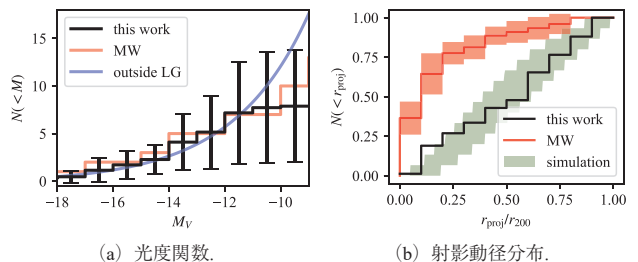 this work
MW
outside LG
N(<M)
15
10
5
0
−18 −16 −14 −12 −10
M_V
(a) 光度関数.
N(<r_proj)
1.00
0.75
0.50
0.25
0.00
this work
MW
simulation
0.00 0.25 0.50 0.75 1.00
r_proj/r_200
(b) 射影動径分布.